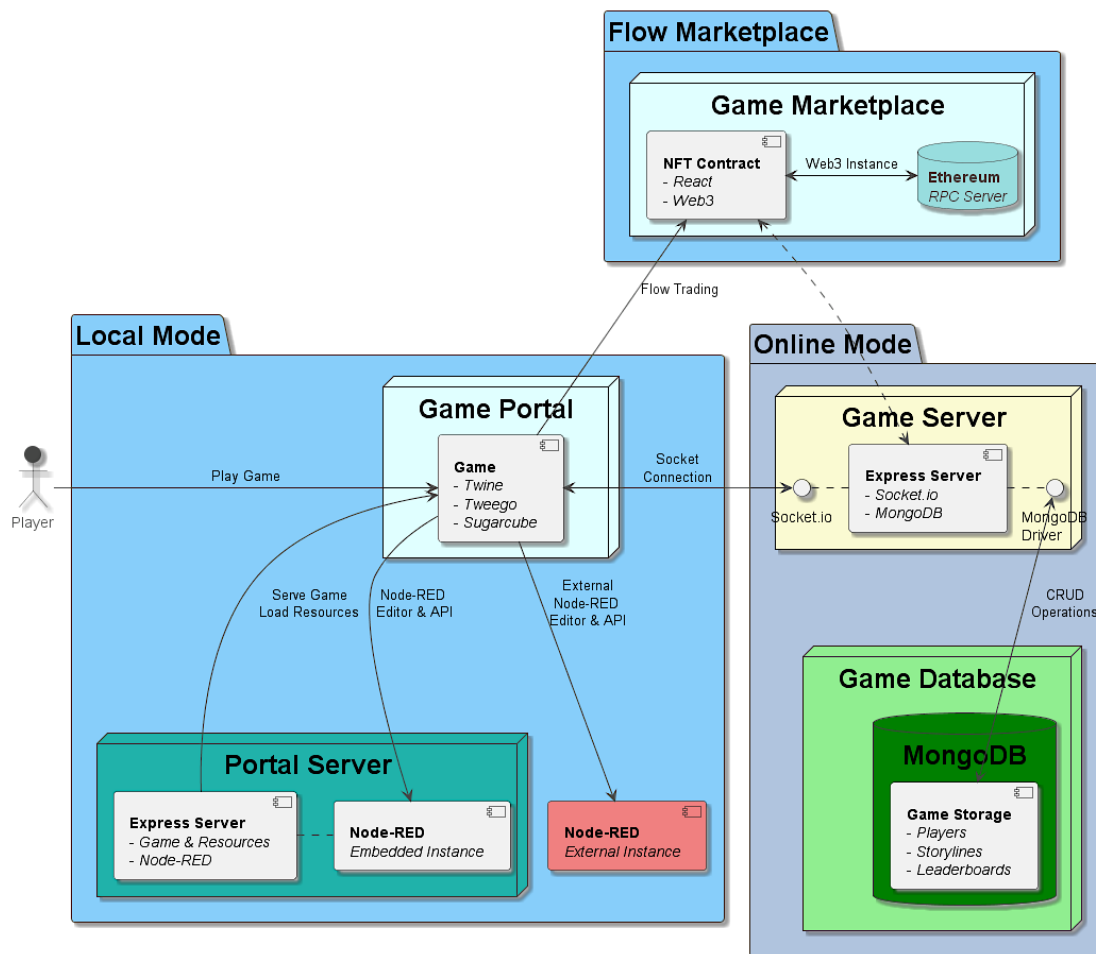 Flow Marketplace
Game Marketplace
NFT Contract
- React
- Web3
Web3 Instance
Ethereum
RPC Server
Flow Trading
Local Mode
Game Portal
Game
- Twine
- Tweego
- Sugarcube
Player
Play Game
Socket
Connection
Serve Game
Load Resources
Node-RED
Editor & API
External
Node-RED
Editor & API
Portal Server
Express Server
- Game & Resources
- Node-RED
Node-RED
Embedded Instance
Node-RED
External Instance
Online Mode
Game Server
Express Server
- Socket.io
- MongoDB
Socket.io
MongoDB
Driver
CRUD
Operations
Game Database
MongoDB
Game Storage
- Players
- Storylines
- Leaderboards